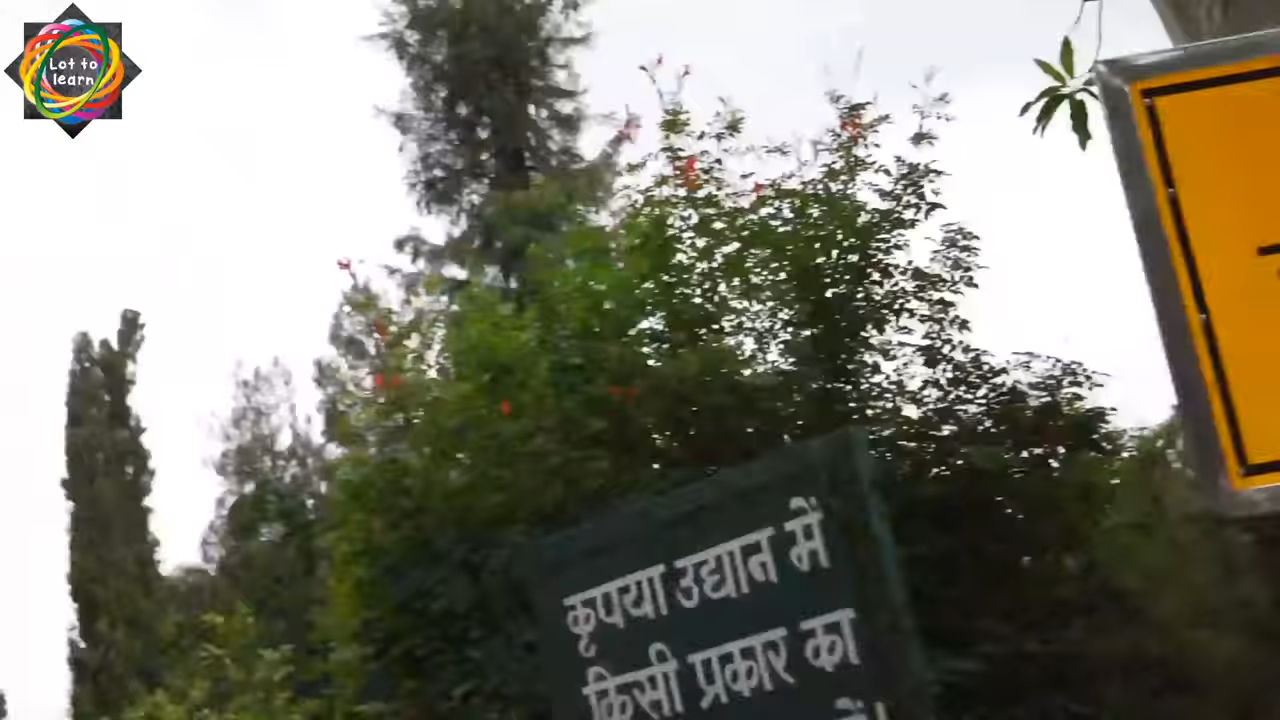 Lot to
learn
कृपया उद्यान में
किसी प्रकार का